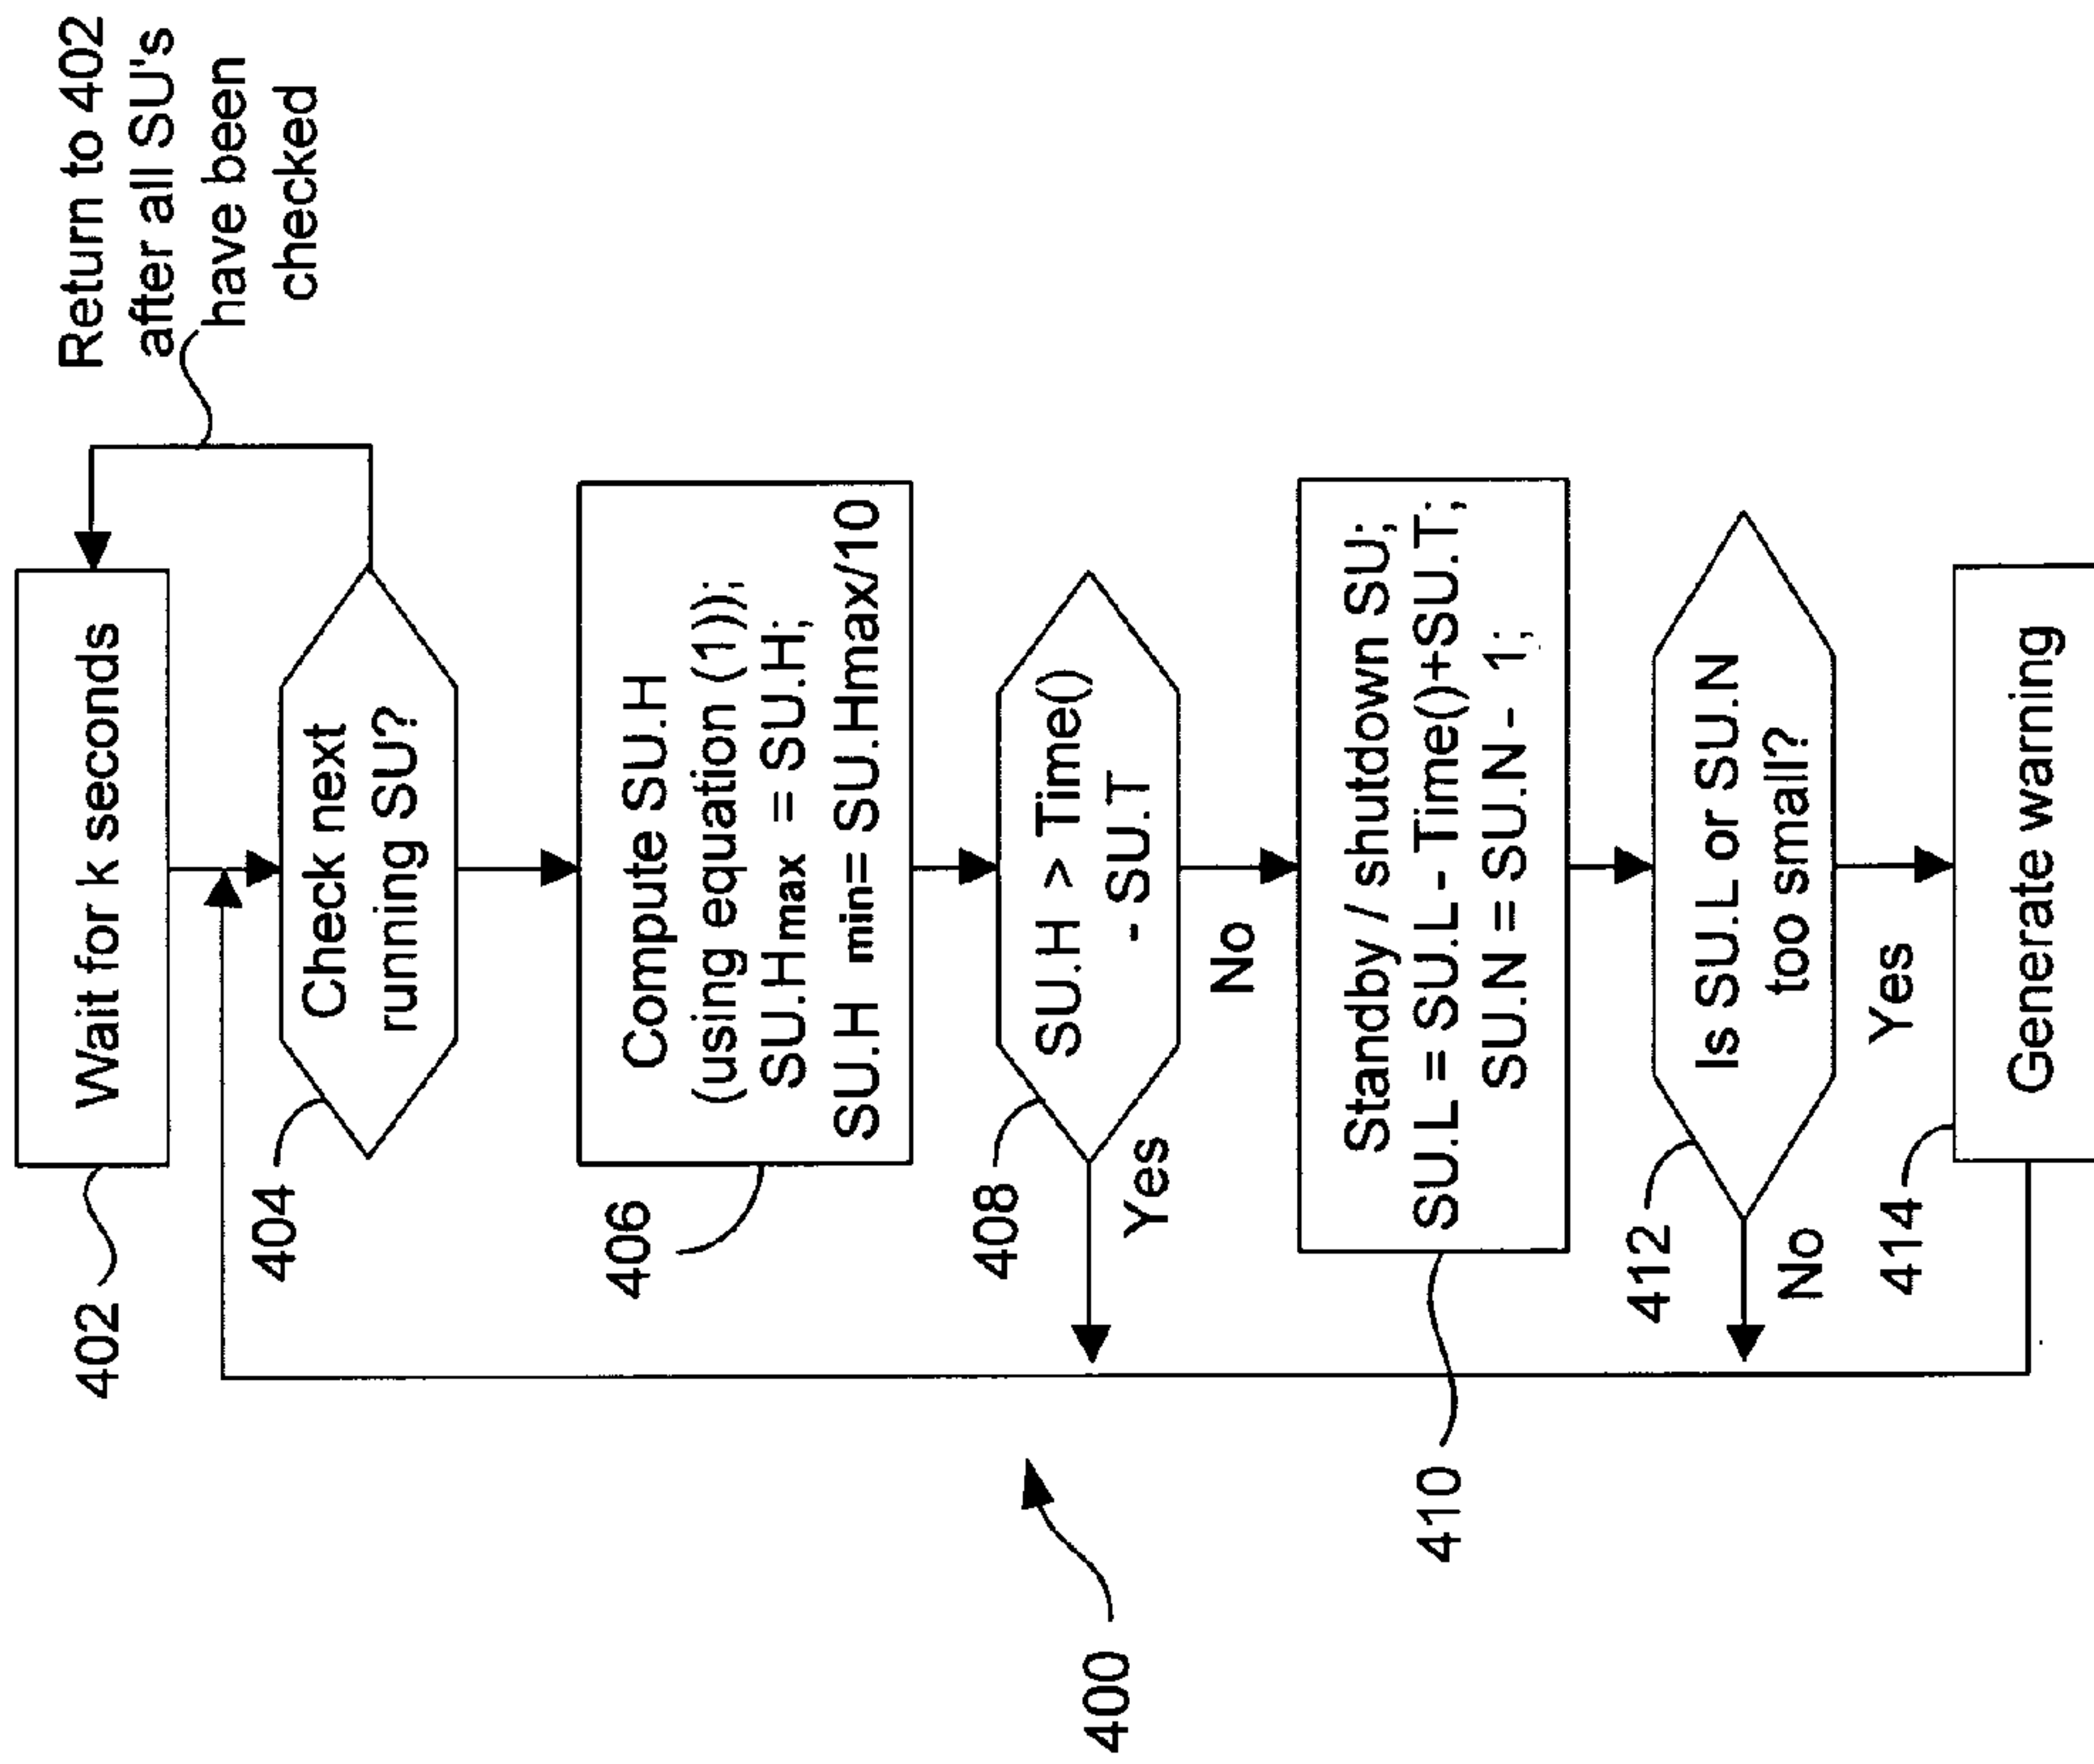 Return to 402
after all SU's
have been
checked
402
Wait for k seconds
404
Check next
running SU?
406
Compute SU.H
(using equation (1));
SU.Hmax = SU.H;
SU.H min= SU.Hmax/10
408
SU.H > Time()
- SU.T
Yes
No
410
Standby / shutdown SU;
SU.L = SU.L- Time()+SU.T;
SU.N = SU.N- 1;
412
Is SU.L or SU.N
too small?
No
Yes
414
Generate warning
400